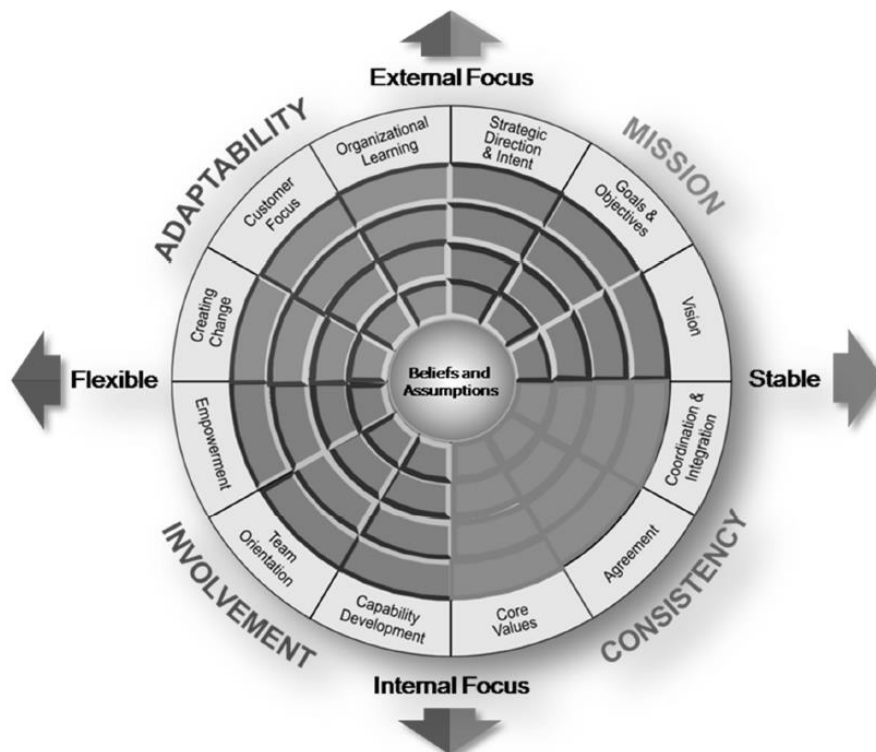 External Focus
ADAPTABILITY
MISSION
Organizational
Learning
Strategic
Direction
& Intent
Customer
Focus
Goals &
Objectives
Creating
Change
Vision
Flexible
Beliefs and
Assumptions
Stable
Empowerment
Coordination &
Integration
Team
Orientation
Agreement
Capability
Development
Core
Values
INVOLVEMENT
CONSISTENCY
Internal Focus